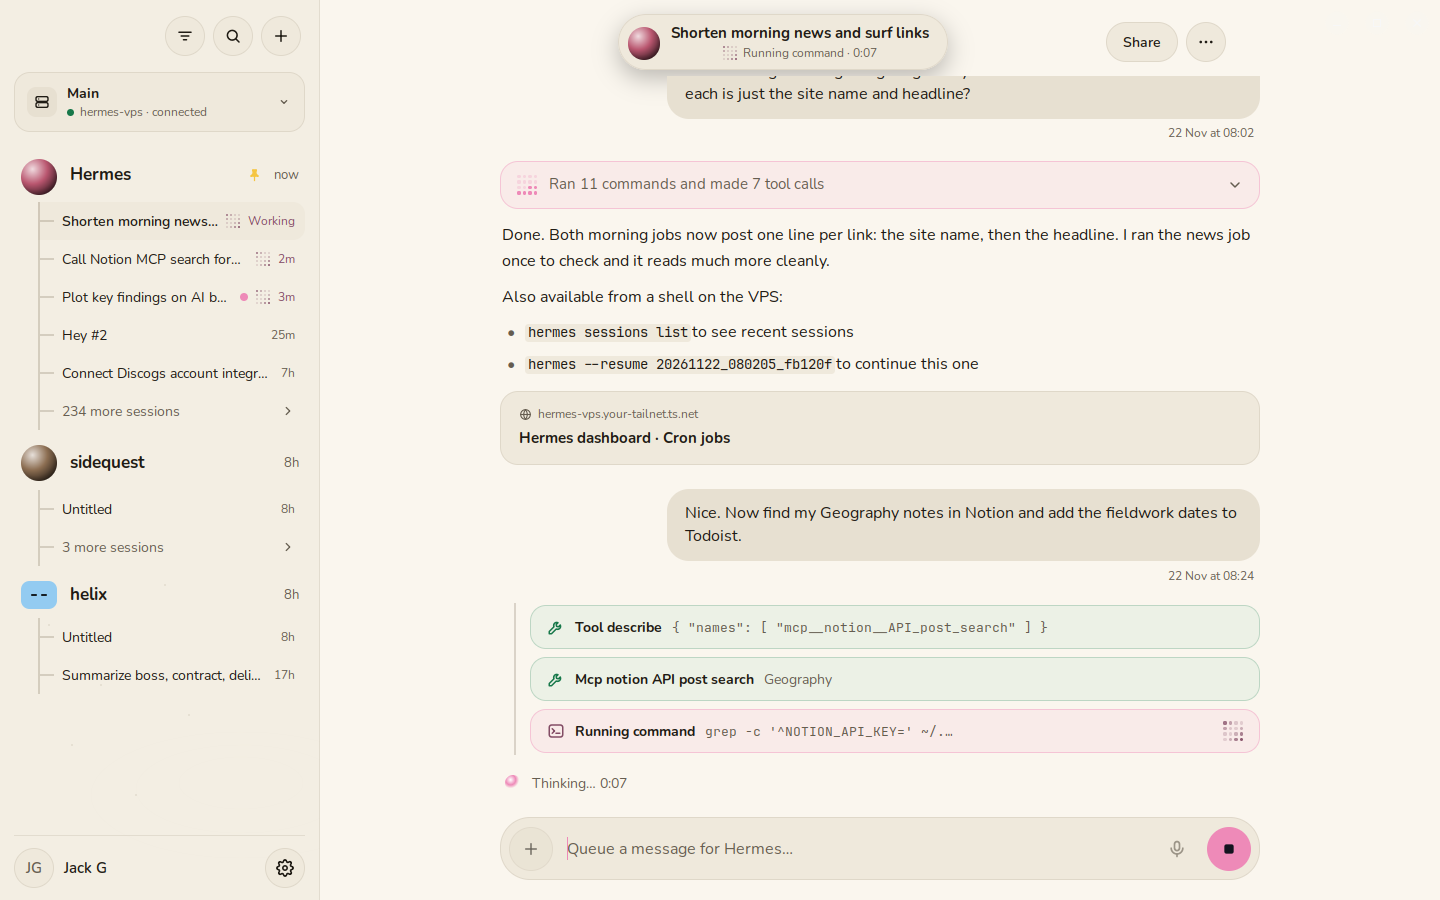 Main
hermes-vps · connected
Hermes
now
Shorten morning news...
Working
Call Notion MCP search for...
2m
Plot key findings on AI b...
3m
Hey #2
25m
Connect Discogs account integr...
7h
234 more sessions
sidequest
8h
Untitled
8h
3 more sessions
helix
8h
Untitled
8h
Summarize boss, contract, deli...
17h
JG
Jack G
Shorten morning news and surf links
Running command · 0:07
Share
each is just the site name and headline?
22 Nov at 08:02
Ran 11 commands and made 7 tool calls
Done. Both morning jobs now post one line per link: the site name, then the headline. I ran the news job
once to check and it reads much more cleanly.
Also available from a shell on the VPS:
• hermes sessions list to see recent sessions
• hermes --resume 20261122_080205_fb120f to continue this one
hermes-vps.your-tailnet.ts.net
Hermes dashboard · Cron jobs
Nice. Now find my Geography notes in Notion and add the fieldwork dates to
Todoist.
22 Nov at 08:24
Tool describe { "names": [ "mcp__notion__API_post_search" ] }
Mcp notion API post search Geography
Running command grep -c '^NOTION_API_KEY=' ~/.…
Thinking... 0:07
Queue a message for Hermes...